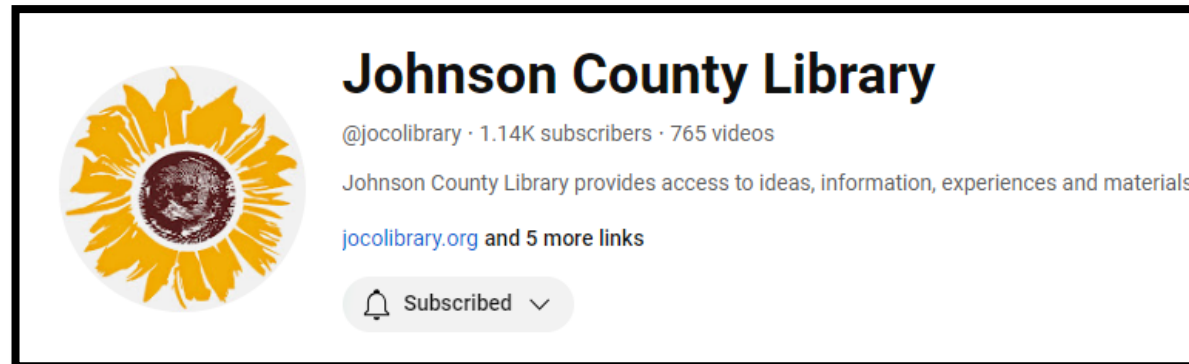 Johnson County Library
@jocolibrary · 1.14K subscribers · 765 videos
Johnson County Library provides access to ideas, information, experiences and materials
jocolibrary.org and 5 more links
Subscribed